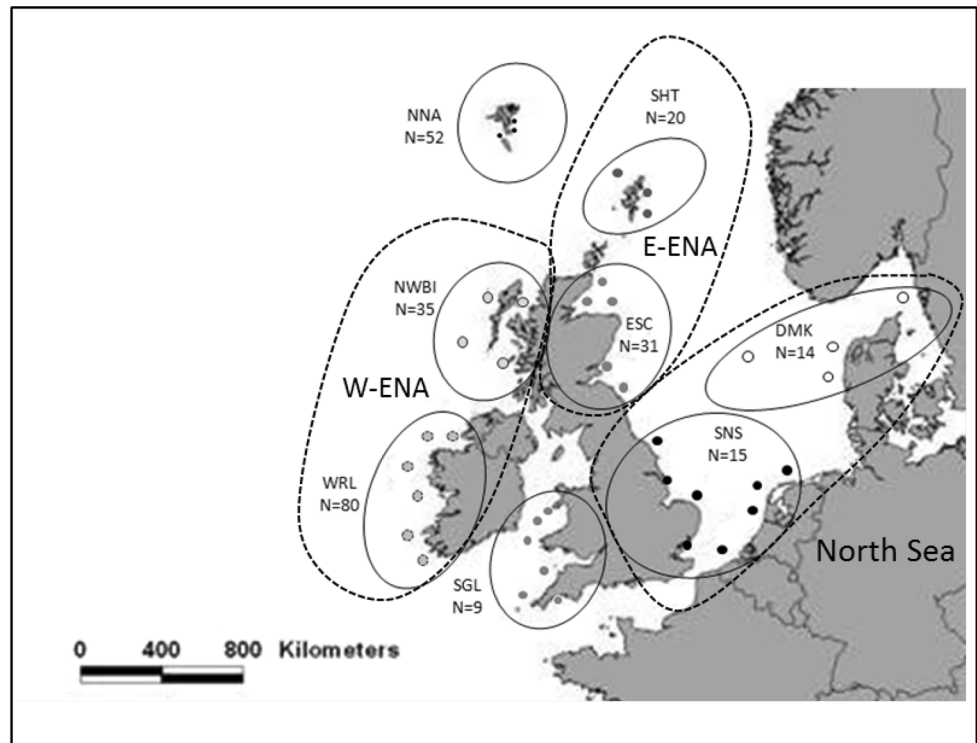 SHT
N=20
NNA
N=52
E-ENA
NWBI
N=35
ESC
N=31
DMK
N=14
W-ENA
SNS
N=15
WRL
N=80
North Sea
SGL
N=9
0 400 800 Kilometers